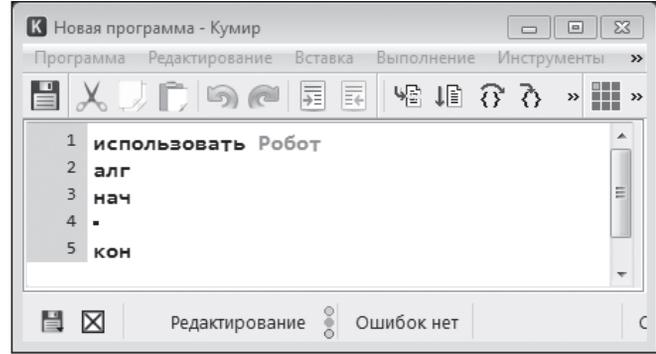 K Новая программа - Кумир
Программа Редактирование Вставка Выполнение Инструменты »
» »
1 использовать Робот
2 алг
3 нач
4 ▪
5 кон
Редактирование Ошибок нет